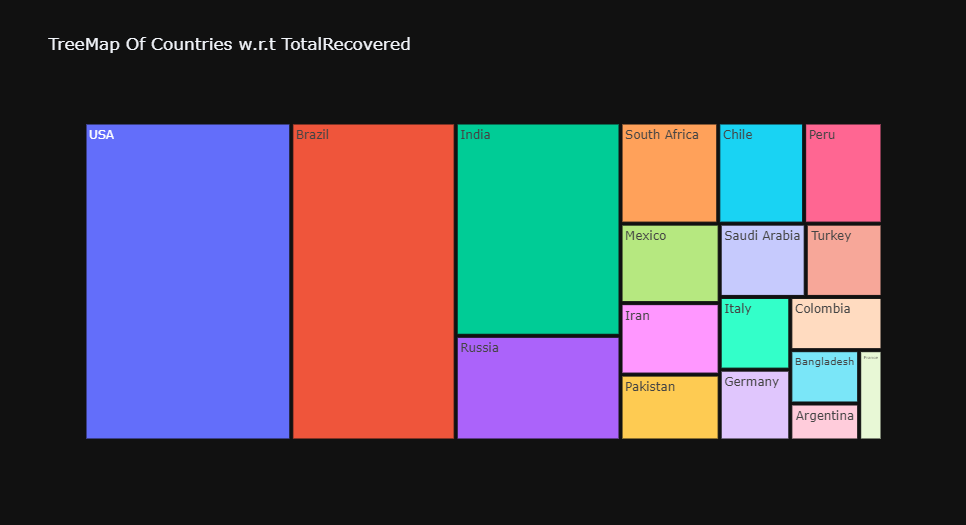 TreeMap Of Countries w.r.t TotalRecovered
USA
Brazil
India
Russia
South Africa
Chile
Peru
Mexico
Saudi Arabia
Turkey
Iran
Italy
Colombia
Pakistan
Germany
Bangladesh
Argentina